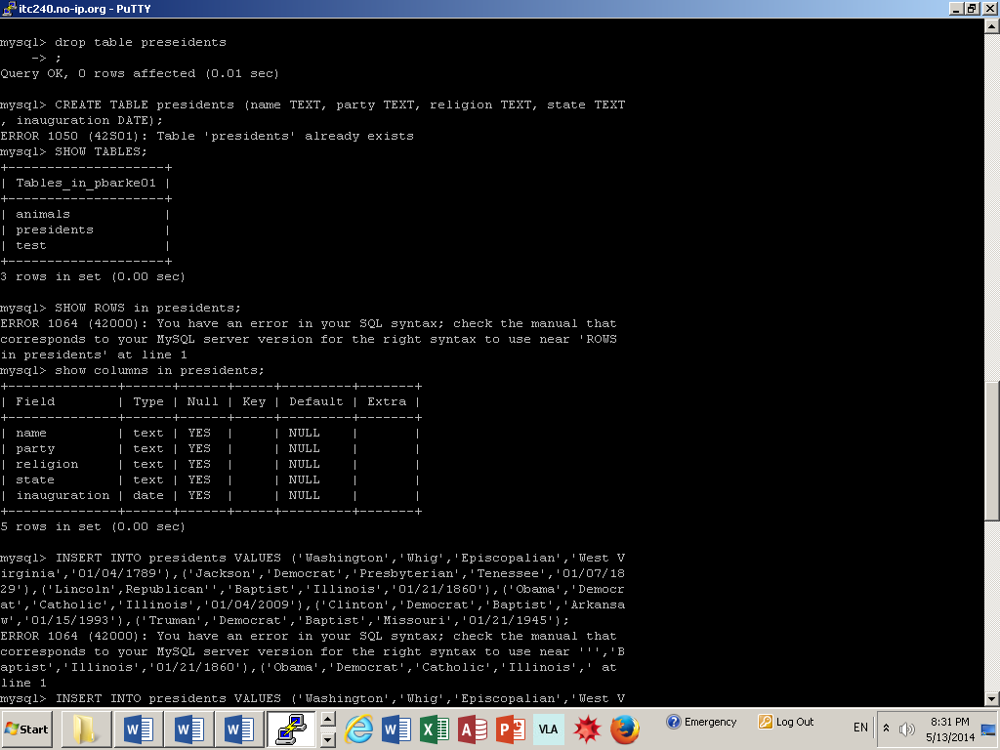 itc240.no-ip.org - PuTTY
mysql> drop table preseidents
    -> ;
Query OK, 0 rows affected (0.01 sec)
mysql> CREATE TABLE presidents (name TEXT, party TEXT, religion TEXT, state TEXT
, inauguration DATE);
ERROR 1050 (42S01): Table 'presidents' already exists
mysql> SHOW TABLES;
+--------------------+
| Tables_in_pbarke01 |
+--------------------+
| animals            |
| presidents         |
| test               |
+--------------------+
3 rows in set (0.00 sec)
mysql> SHOW ROWS in presidents;
ERROR 1064 (42000): You have an error in your SQL syntax; check the manual that
corresponds to your MySQL server version for the right syntax to use near 'ROWS
in presidents' at line 1
mysql> show columns in presidents;
+--------------+------+------+-----+---------+-------+
| Field        | Type | Null | Key | Default | Extra |
+--------------+------+------+-----+---------+-------+
| name         | text | YES  |     | NULL    |       |
| party        | text | YES  |     | NULL    |       |
| religion     | text | YES  |     | NULL    |       |
| state        | text | YES  |     | NULL    |       |
| inauguration | date | YES  |     | NULL    |       |
+--------------+------+------+-----+---------+-------+
5 rows in set (0.00 sec)
mysql> INSERT INTO presidents VALUES ('Washington','Whig','Episcopalian','West V
irginia','01/04/1789'),('Jackson','Democrat','Presbyterian','Tenessee','01/07/18
29'),('Lincoln',Republican'','Baptist','Illinois','01/21/1860'),('Obama','Democr
at','Catholic','Illinois','01/04/2009'),('Clinton','Democrat','Baptist','Arkansa
w','01/15/1993'),('Truman','Democrat','Baptist','Missouri','01/21/1945');
ERROR 1064 (42000): You have an error in your SQL syntax; check the manual that
corresponds to your MySQL server version for the right syntax to use near ''','B
aptist','Illinois','01/21/1860'),('Obama','Democrat','Catholic','Illinois',' at
line 1
mysql> INSERT INTO presidents VALUES ('Washington','Whig','Episcopalian','West V
Start
VLA
Emergency
Log Out
EN
8:31 PM
5/13/2014